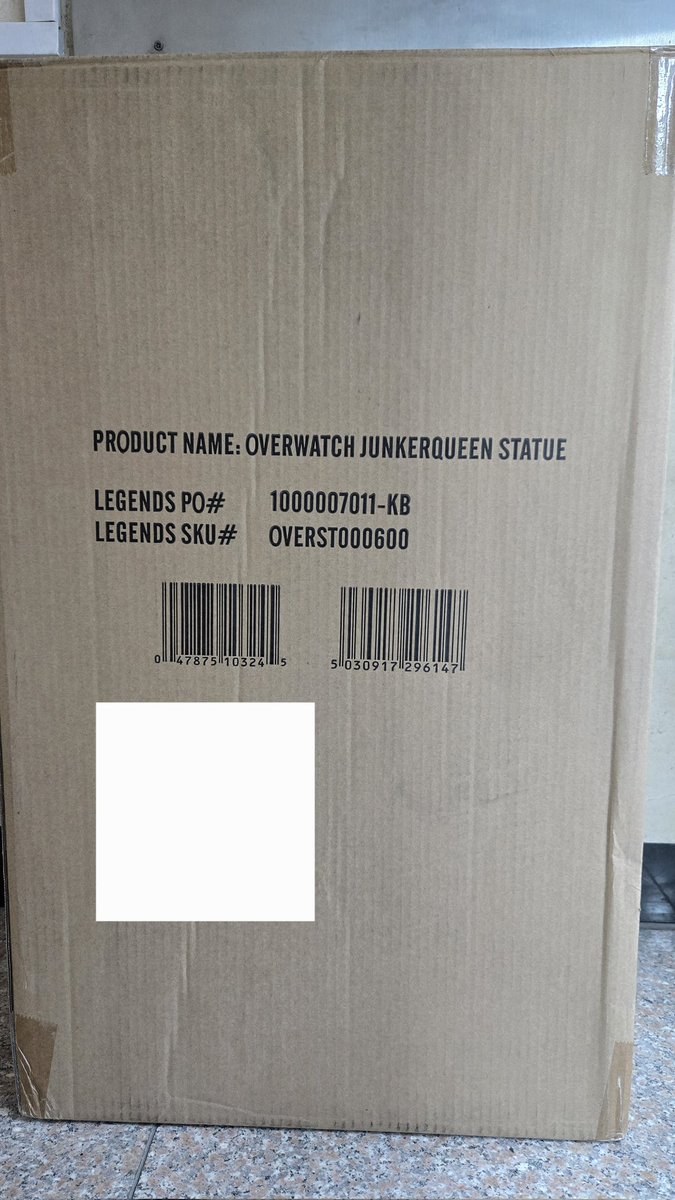 PRODUCT NAME: OVERWATCH JUNKERQUEEN STATUE
LEGENDS PO# 1000007011-KB
LEGENDS SKU# OVERST000600
0 47875 10324 5
5 030917 296147